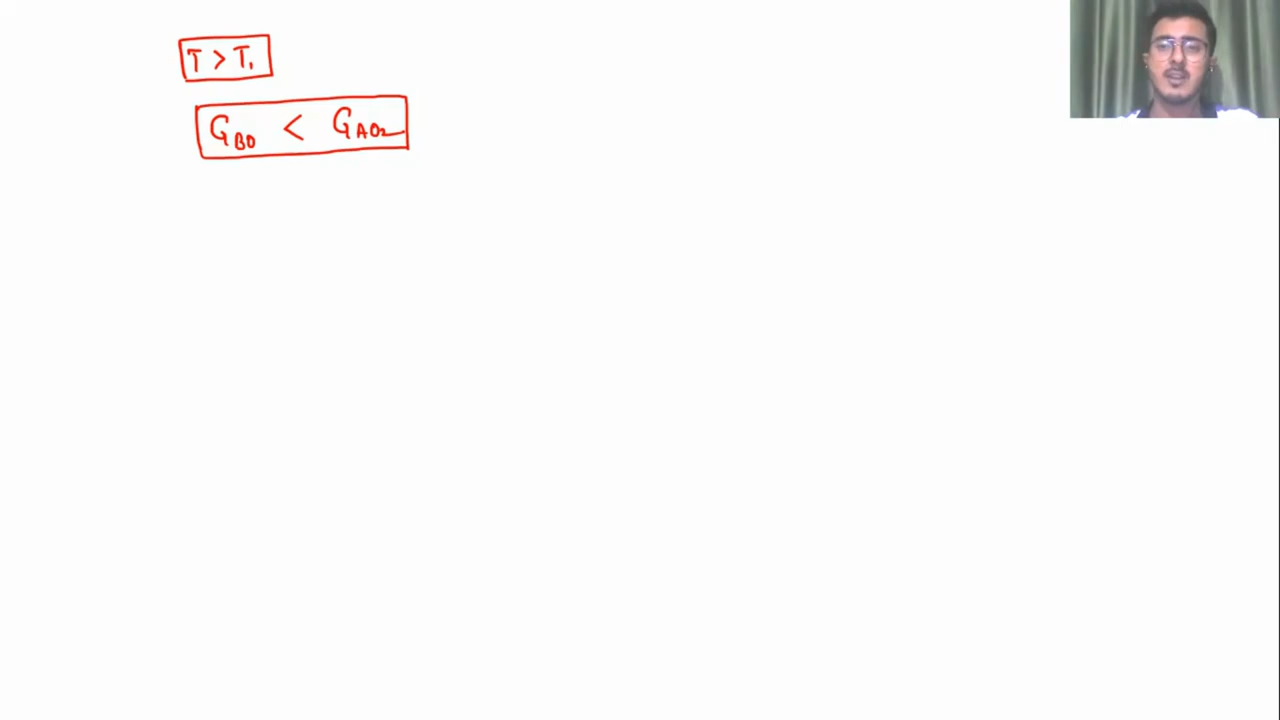 T > T₁
G_BO < G_AO₂